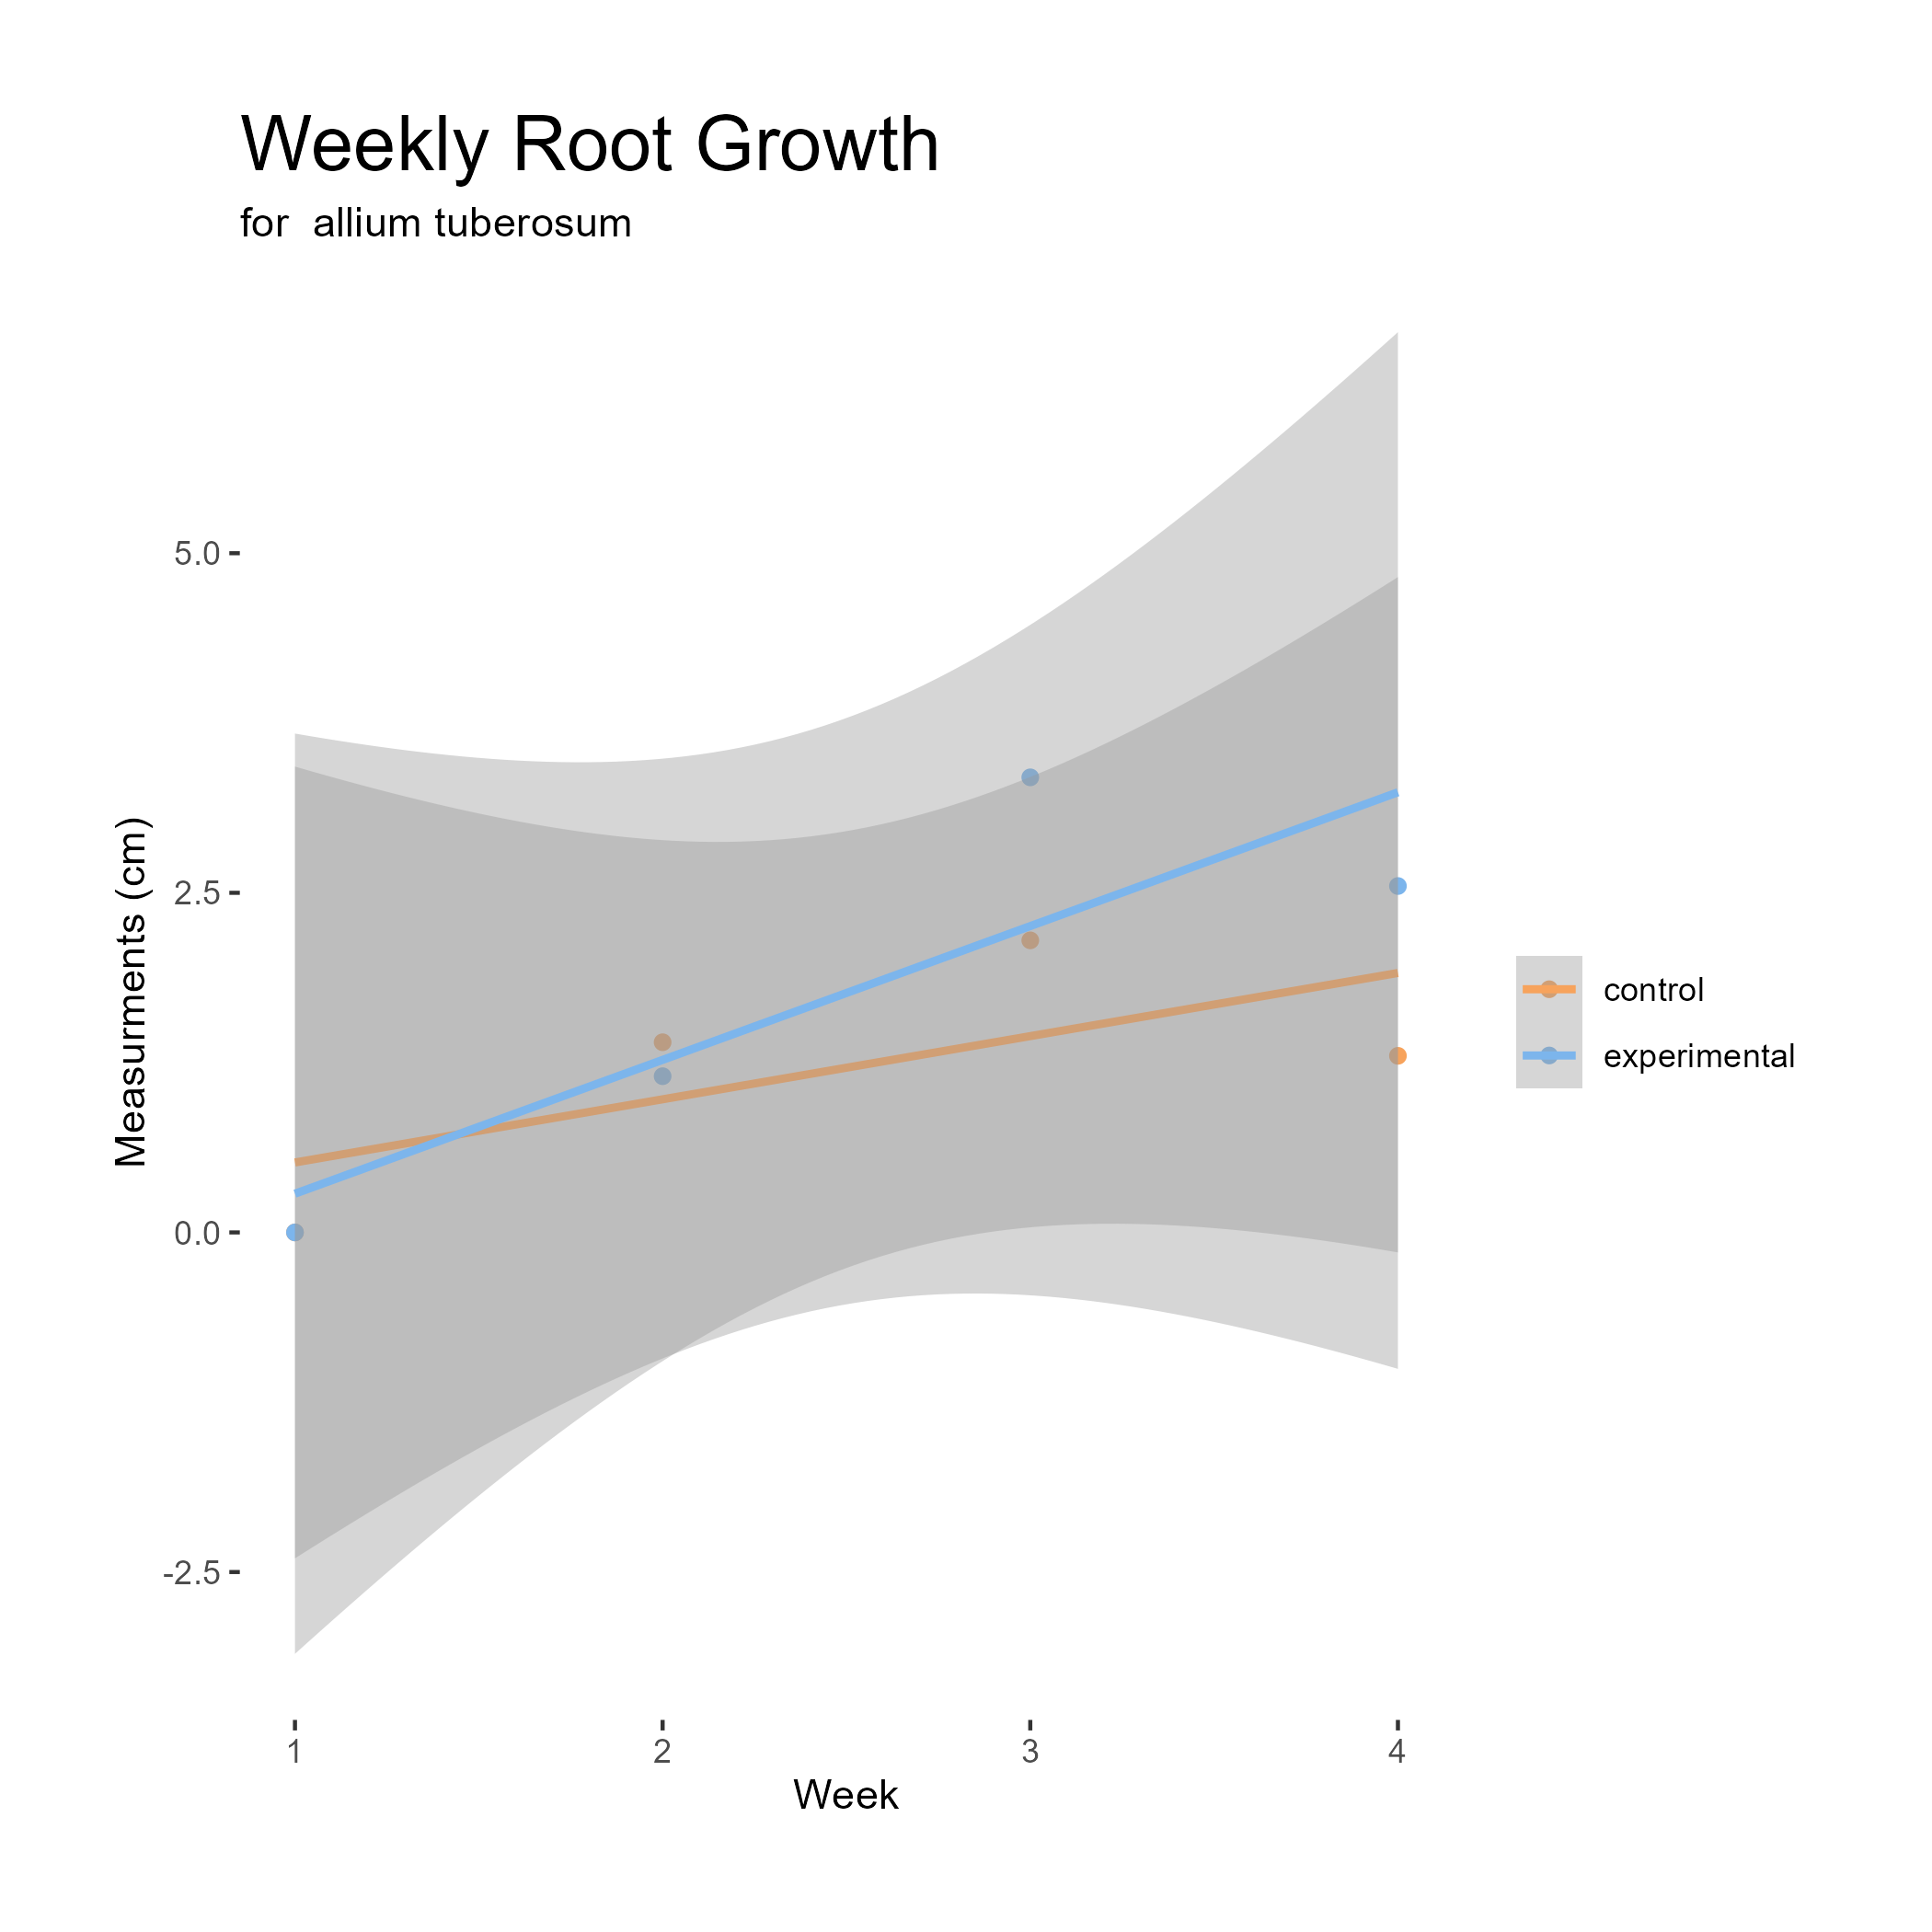 Weekly Root Growth
for  allium tuberosum
Measurments (cm)
5.0
2.5
0.0
-2.5
1
2
3
4
Week
control
experimental